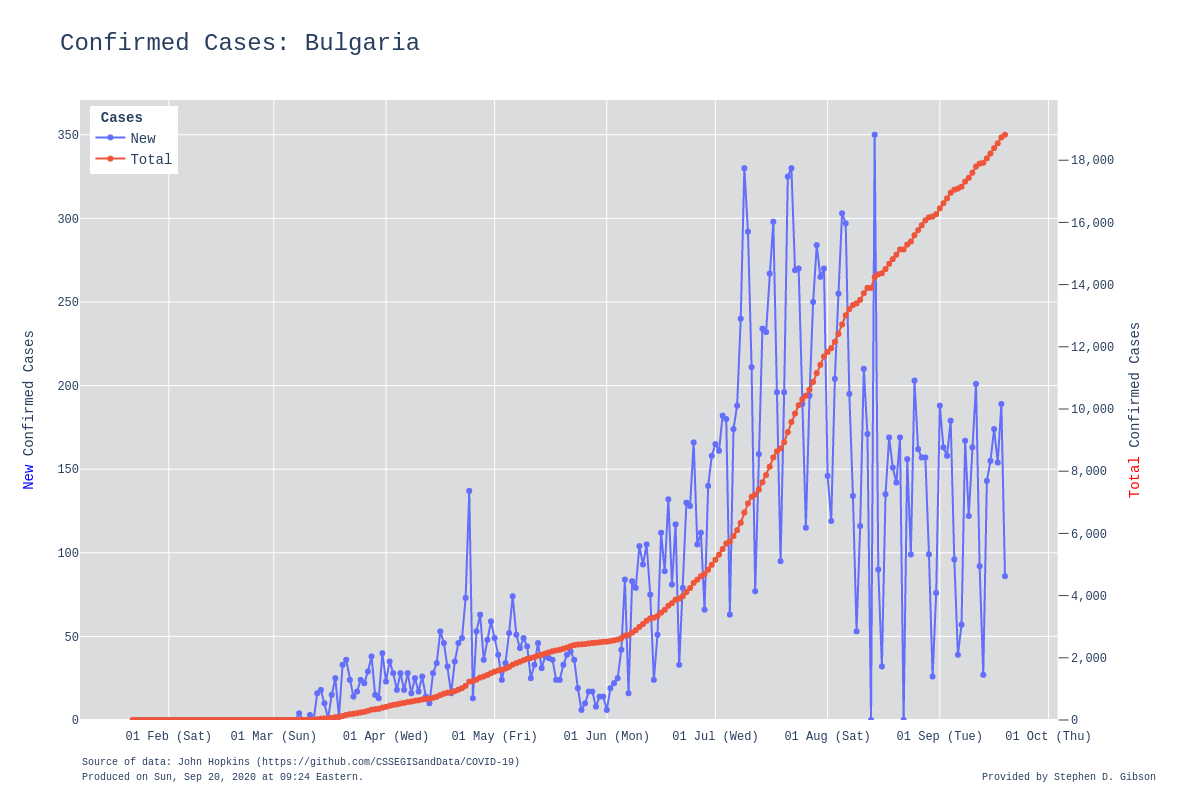 Confirmed Cases: Bulgaria
Cases
New
Total
350
300
250
200
150
100
50
0
18,000
16,000
14,000
12,000
10,000
8,000
6,000
4,000
2,000
0
New Confirmed Cases
Total Confirmed Cases
01 Feb (Sat) 01 Mar (Sun) 01 Apr (Wed) 01 May (Fri) 01 Jun (Mon) 01 Jul (Wed) 01 Aug (Sat) 01 Sep (Tue) 01 Oct (Thu)
Source of data: John Hopkins (https://github.com/CSSEGISandData/COVID-19)
Produced on Sun, Sep 20, 2020 at 09:24 Eastern.
Provided by Stephen D. Gibson